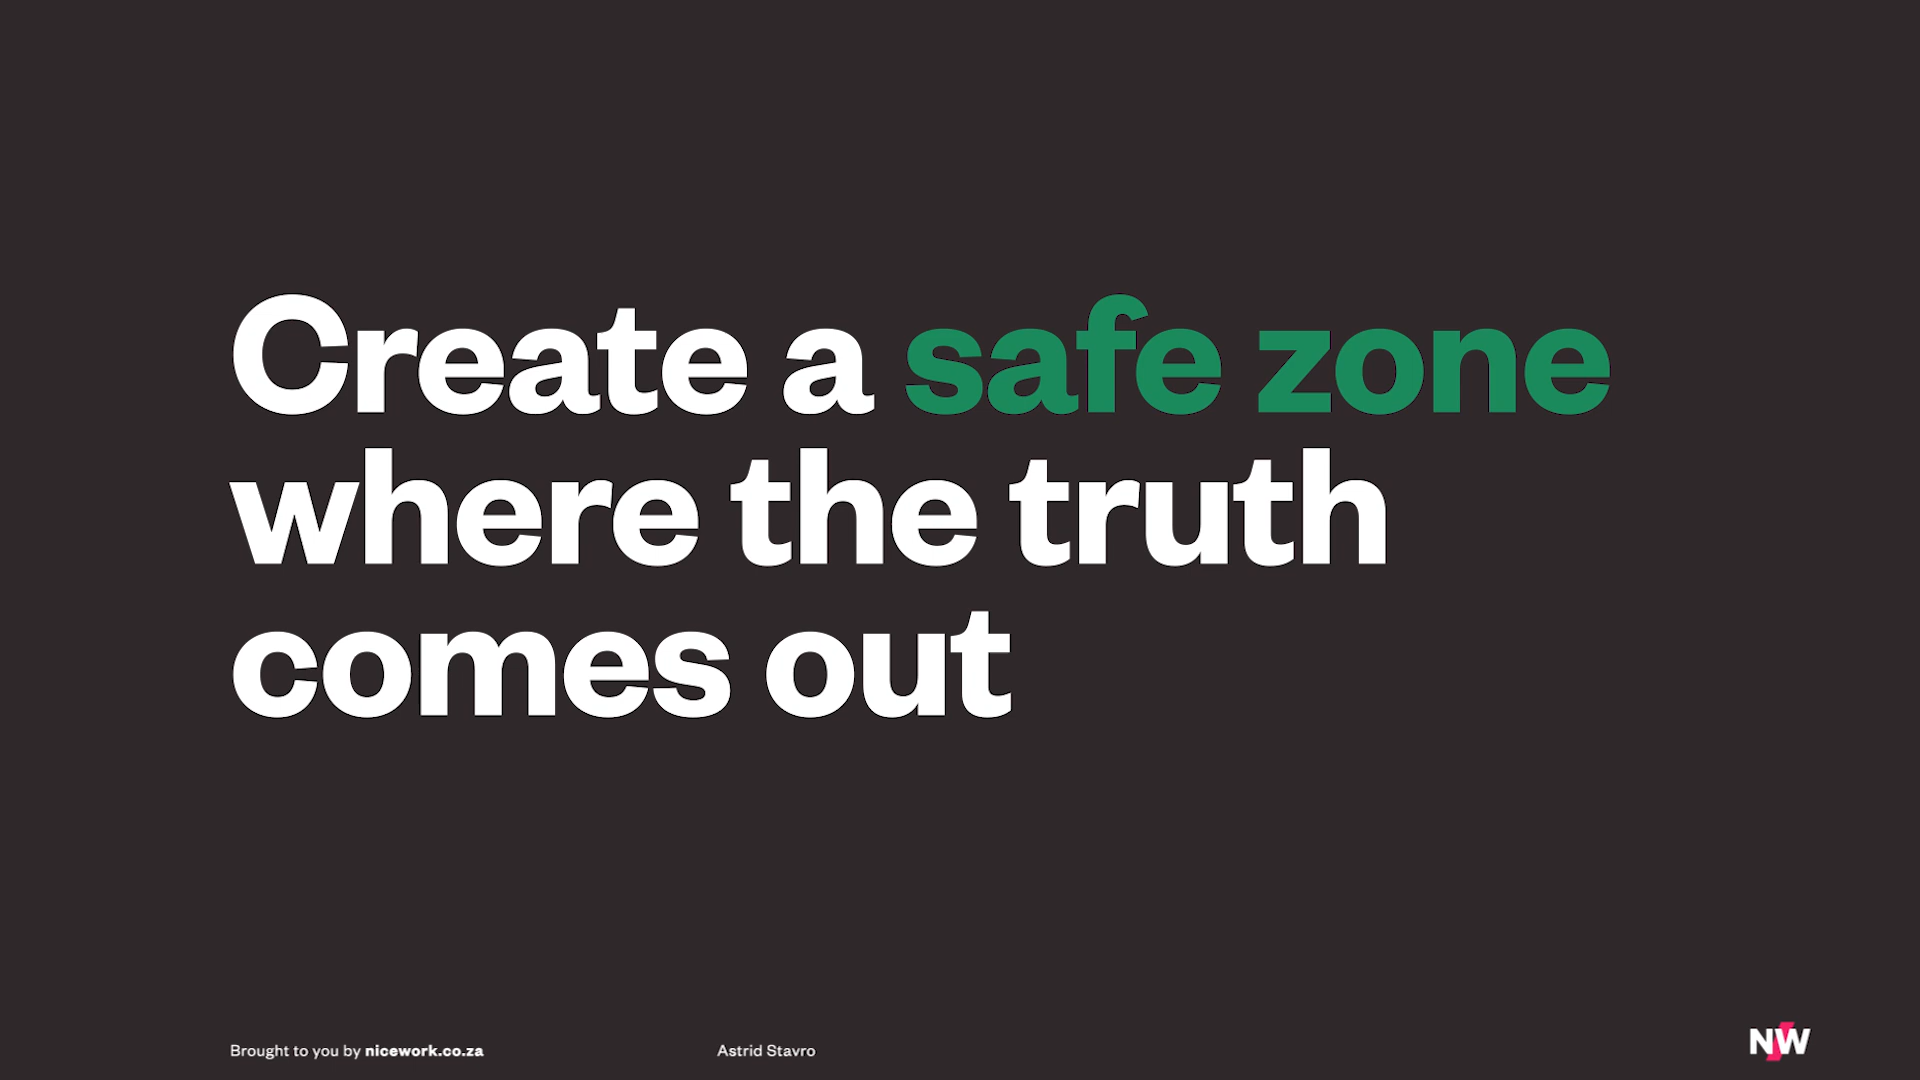 Create a safe zone
where the truth
comes out
Brought to you by nicework.co.za
Astrid Stavro
NW